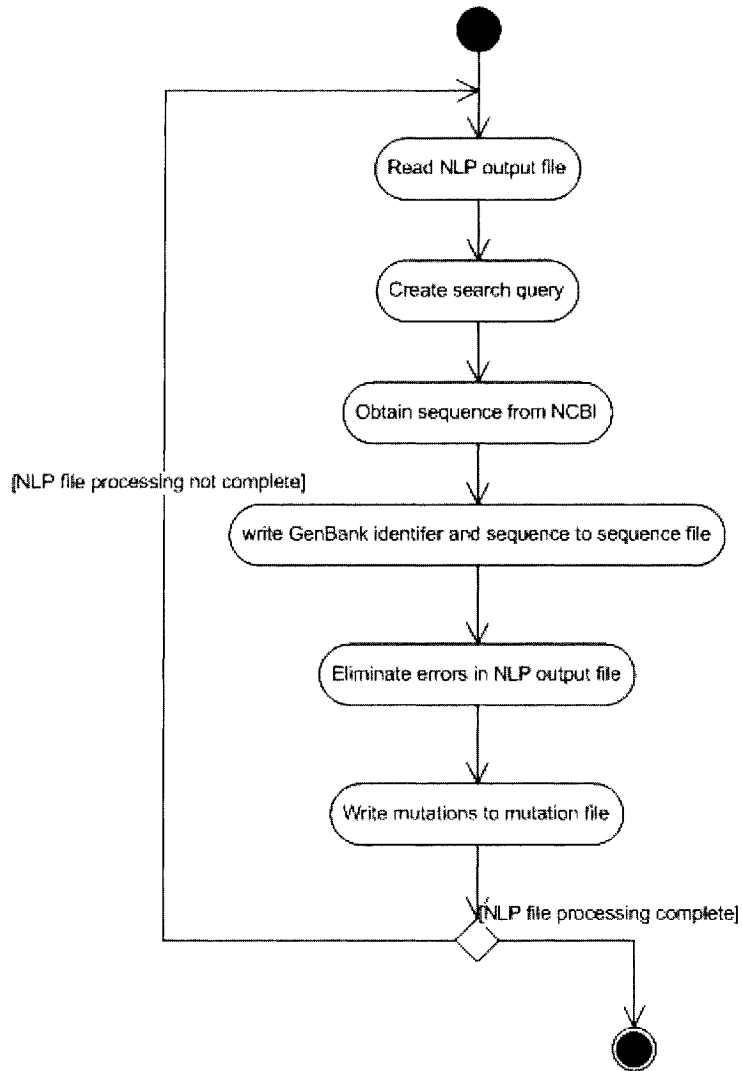 Read NLP output file
Create search query
Obtain sequence from NCBI
[NLP file processing not complete]
write GenBank identifer and sequence to sequence file
Eliminate errors in NLP output file
Write mutations to mutation file
[NLP file processing complete]